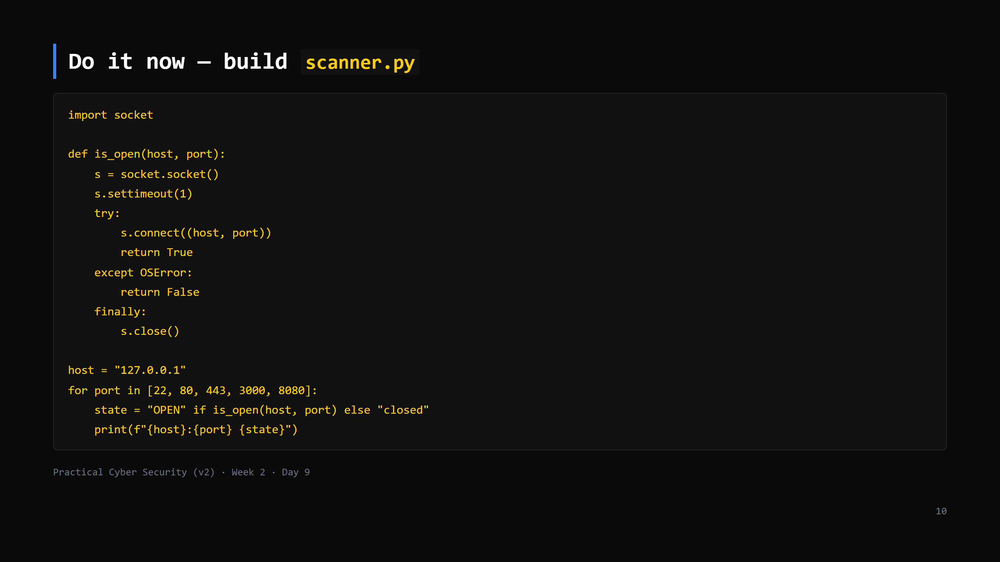 Do it now — build scanner.py
import socket

def is_open(host, port):
    s = socket.socket()
    s.settimeout(1)
    try:
        s.connect((host, port))
        return True
    except OSError:
        return False
    finally:
        s.close()

host = "127.0.0.1"
for port in [22, 80, 443, 3000, 8080]:
    state = "OPEN" if is_open(host, port) else "closed"
    print(f"{host}:{port} {state}")
Practical Cyber Security (v2) · Week 2 · Day 9
10